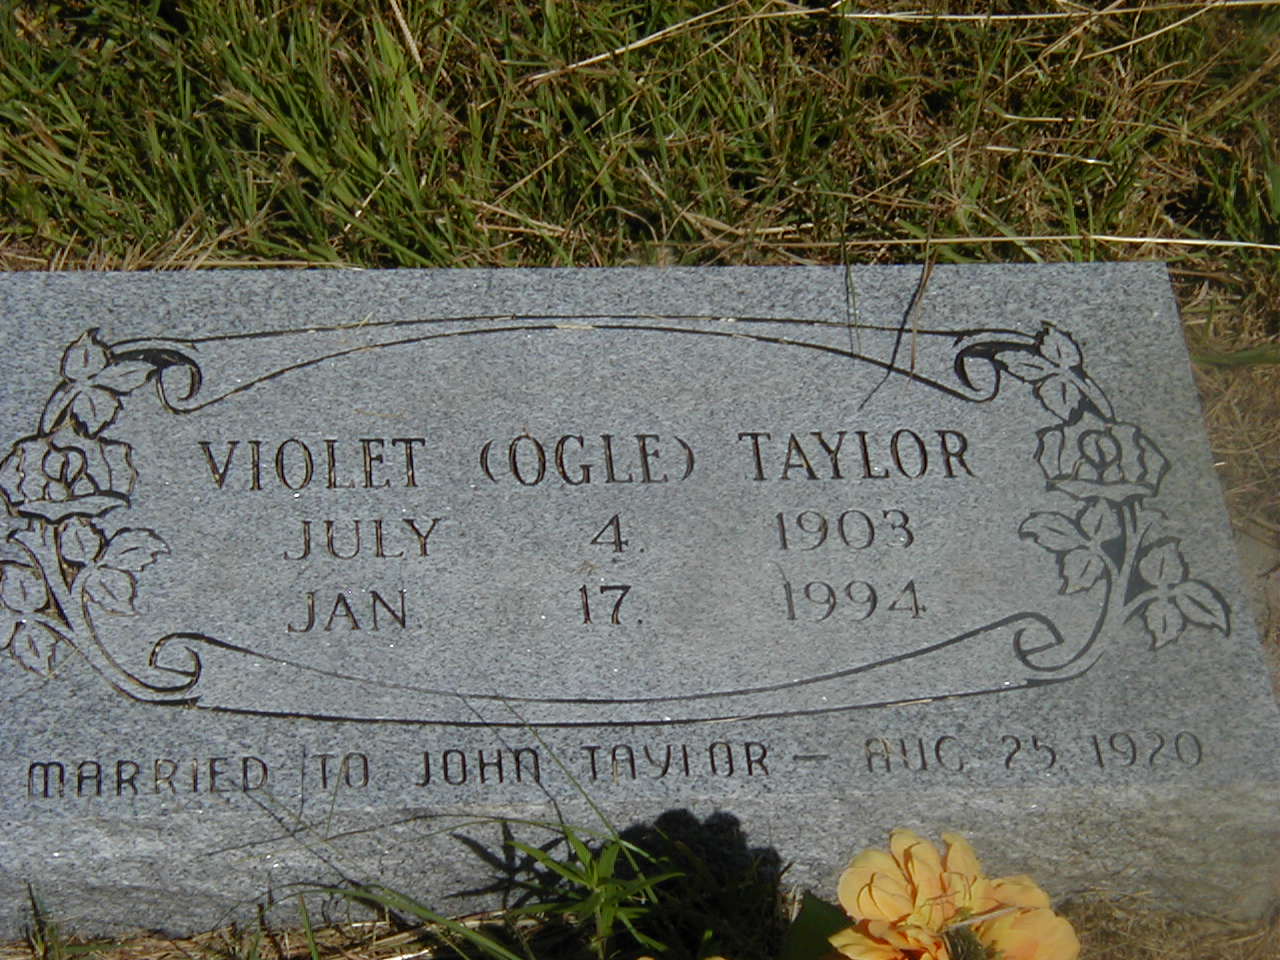 VIOLET (OGLE) TAYLOR
JULY 4. 1903
JAN. 17. 1994
MARRIED TO JOHN TAYLOR - AUG. 25, 1920